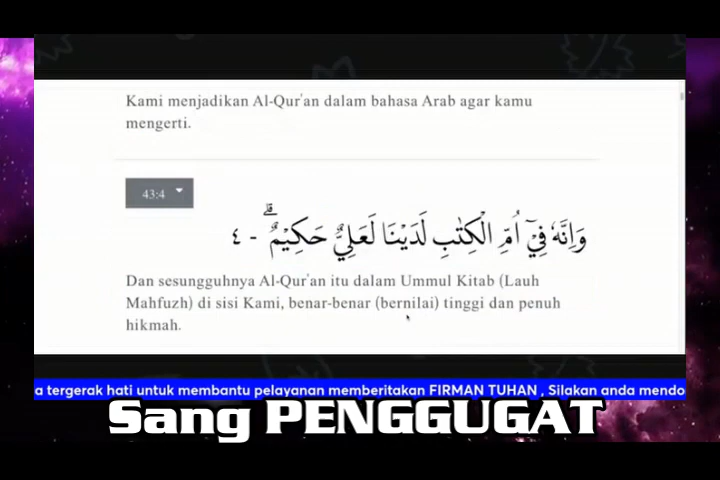 Kami menjadikan Al-Qur'an dalam bahasa Arab agar kamu
mengerti.
43:4
وَاِنَّهٗ فِيْٓ اُمِّ الْكِتٰبِ لَدَيْنَا لَعَلِيٌّ حَكِيْمٌ ۗ - ٤
Dan sesungguhnya Al-Qur'an itu dalam Ummul Kitab (Lauh
Mahfuzh) di sisi Kami, benar-benar (bernilai) tinggi dan penuh
hikmah.
a tergerak hati untuk membantu pelayanan memberitakan FIRMAN TUHAN , Silakan anda mendo
Sang PENGGUGAT